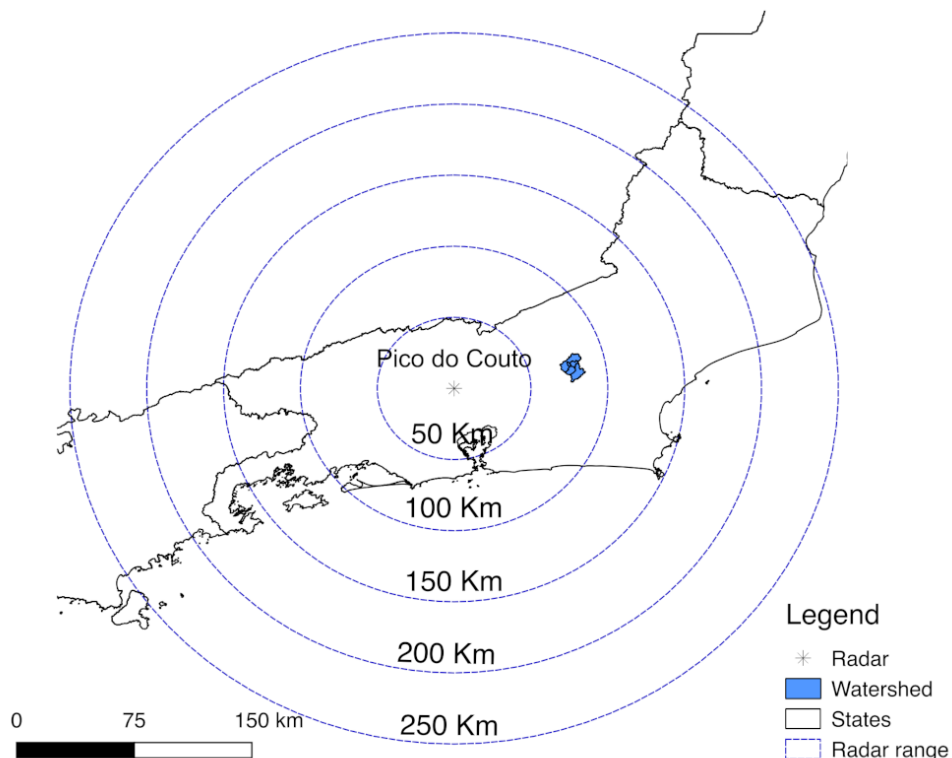 Pico do Couto
50 Km
100 Km
150 Km
200 Km
250 Km
0 75 150 km
Legend
Radar
Watershed
States
Radar range